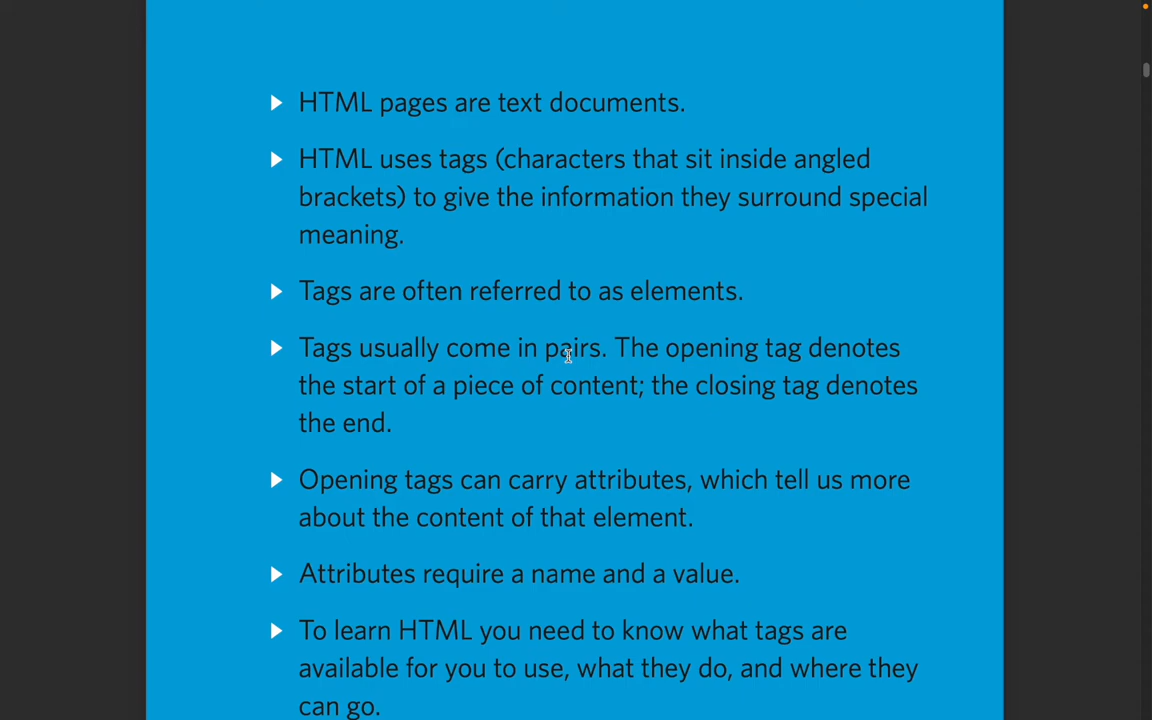 HTML pages are text documents.
HTML uses tags (characters that sit inside angled
brackets) to give the information they surround special
meaning.
Tags are often referred to as elements.
Tags usually come in pairs. The opening tag denotes
the start of a piece of content; the closing tag denotes
the end.
Opening tags can carry attributes, which tell us more
about the content of that element.
Attributes require a name and a value.
To learn HTML you need to know what tags are
available for you to use, what they do, and where they
can go.